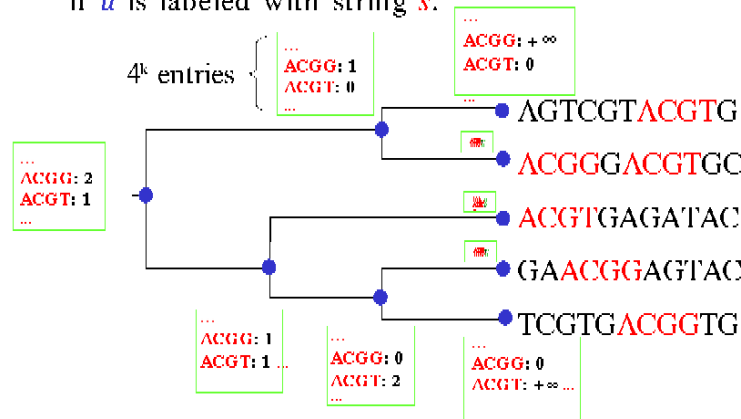 if u is labeled with string s.
...
ACGG: + ∞
ACGT: 0
...
...
ACGG: 1
ACGT: 0
...
4ᵏ entries
AGTCGTACGTG
ACGGGACGTGC
ACGTGAGATAC
GAACGGAGTAC
TCGTGACGGTG
...
ACGG: 2
ACGT: 1
...
...
ACGG: 1
ACGT: 1 ...
...
ACGG: 0
ACGT: 2
...
...
ACGG: 0
ACGT: +∞ ...